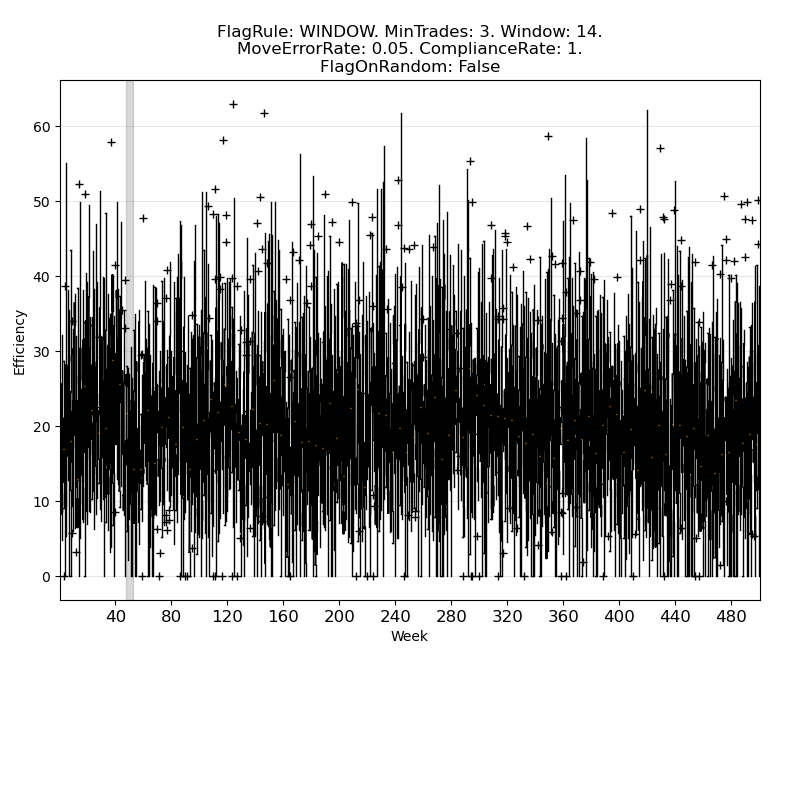 FlagRule: WINDOW. MinTrades: 3. Window: 14.
MoveErrorRate: 0.05. ComplianceRate: 1.
FlagOnRandom: False
60
50
40
30
20
10
0
Efficiency
40 80 120 160 200 240 280 320 360 400 440 480
Week